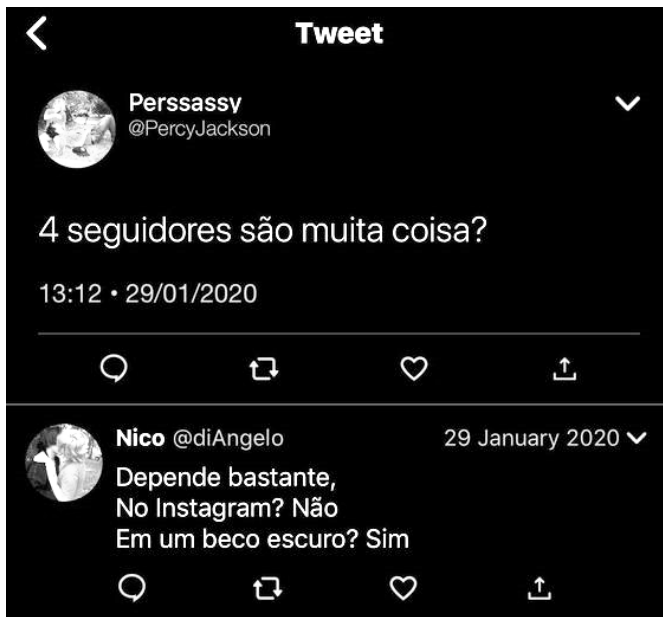 Tweet
Perssassy
@PercyJackson
4 seguidores são muita coisa?
13:12 • 29/01/2020
Nico @diAngelo 29 January 2020
Depende bastante,
No Instagram? Não
Em um beco escuro? Sim